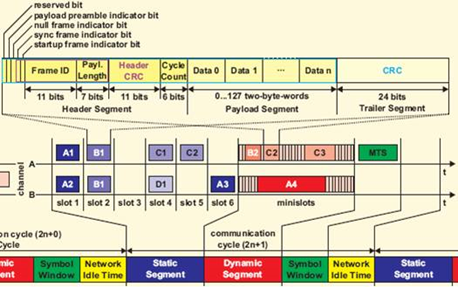 reserved bit
payload preamble indicator bit
null frame indicator bit
sync frame indicator bit
startup frame indicator bit
Frame ID Payl. Length Header CRC Cycle Count Data 0 Data 1 ... Data n CRC
11 bits 7 bits 11 bits 6 bits 0...127 two-byte-words 24 bits
Header Segment Payload Segment Trailer Segment
channel
A A1 B1 C1 C2 B2 C2 C3 MTS t
B A2 B1 D1 A3 A4 t
slot 1 slot 2 slot 3 slot 4 slot 5 slot 6 minislots
on cycle (2n+0) communication
Cycle cycle (2n+1)
mic Symbol Network Static Dynamic Symbol Network Static
ent Window Idle Time Segment Segment Window Idle Time Segment